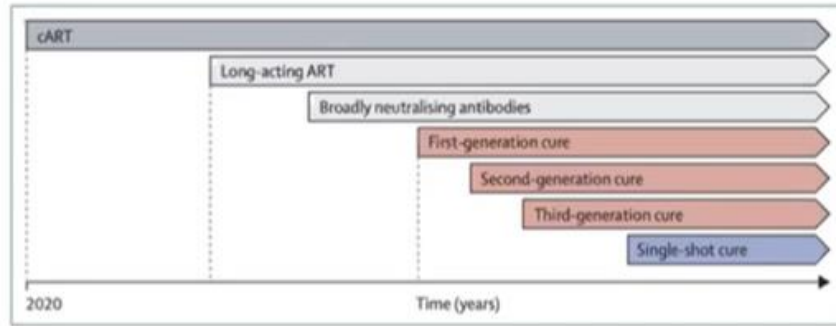 cART
Long-acting ART
Broadly neutralising antibodies
First-generation cure
Second-generation cure
Third-generation cure
Single-shot cure
2020 Time (years)